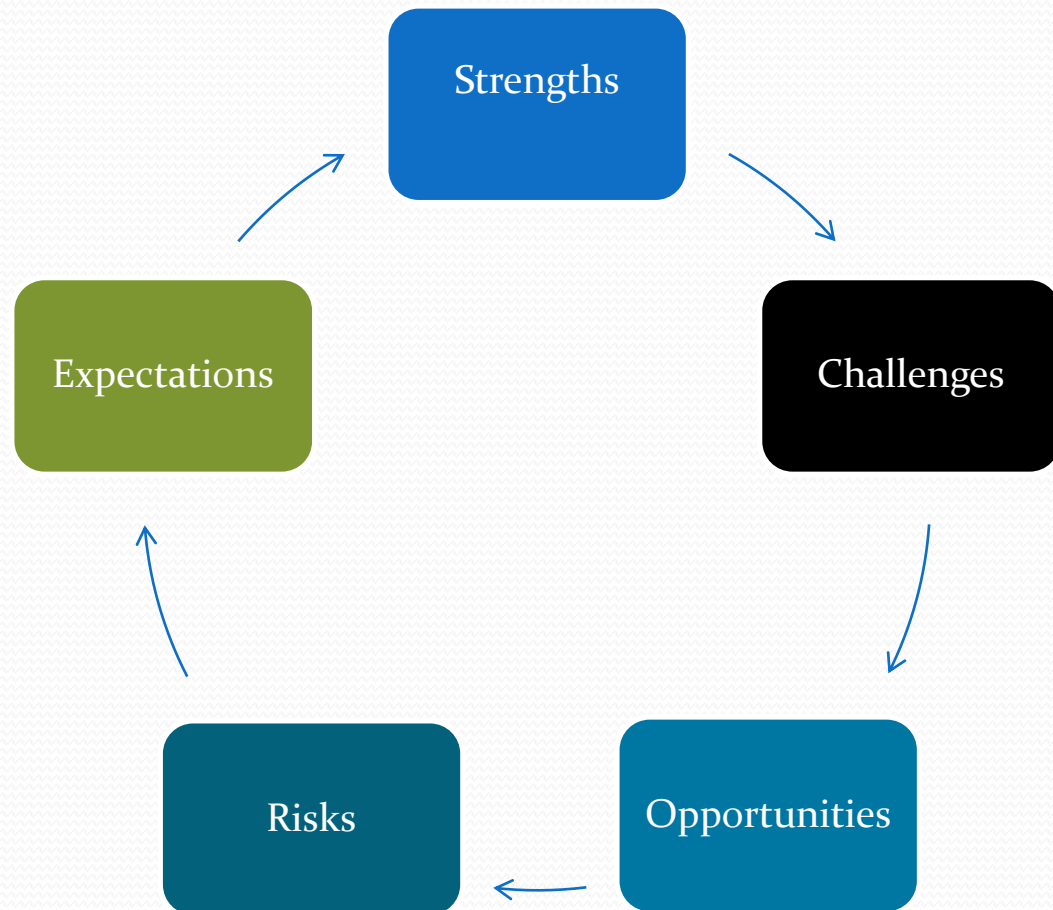 Strengths
Challenges
Opportunities
Risks
Expectations